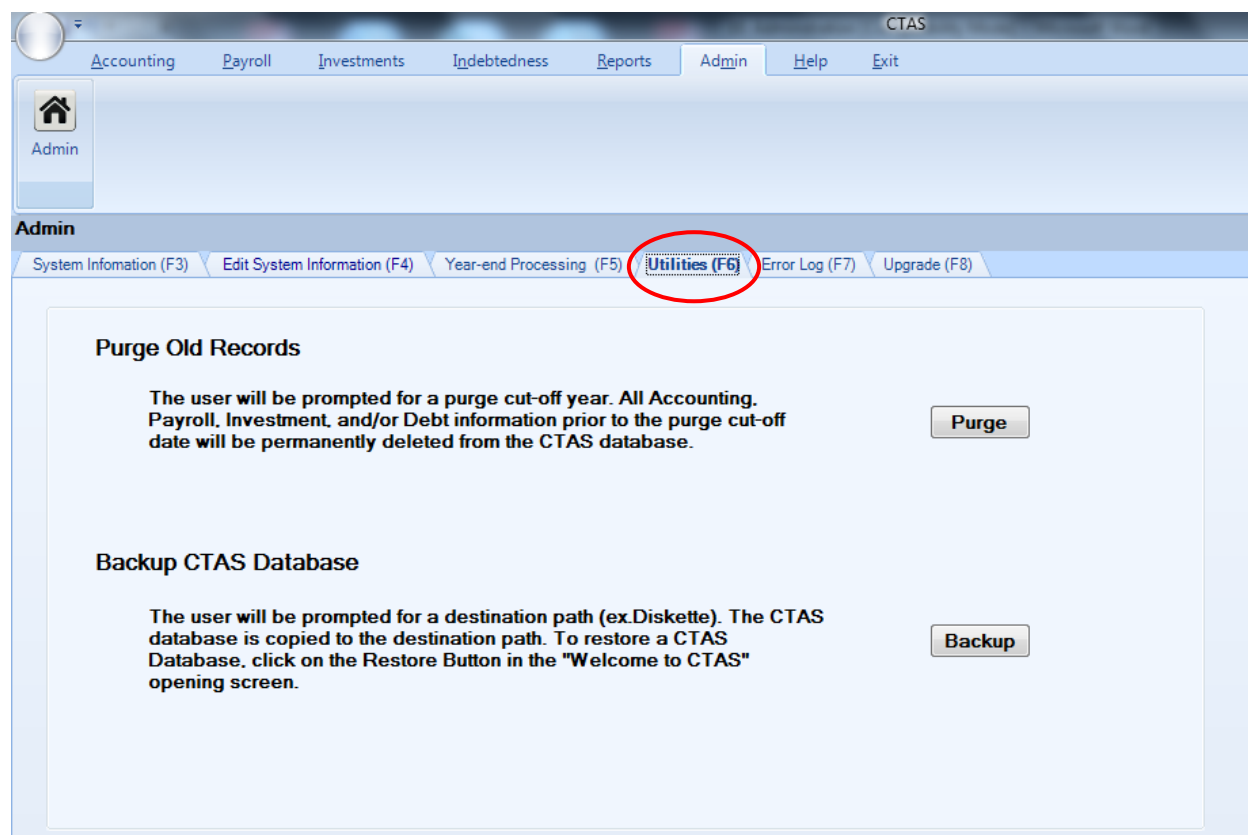 CTAS
Accounting Payroll Investments Indebtedness Reports Admin Help Exit
Admin
Admin
System Infomation (F3) Edit System Information (F4) Year-end Processing (F5) Utilities (F6) Error Log (F7) Upgrade (F8)
Purge Old Records
The user will be prompted for a purge cut-off year. All Accounting,
Payroll, Investment, and/or Debt information prior to the purge cut-off
date will be permanently deleted from the CTAS database.
Purge
Backup CTAS Database
The user will be prompted for a destination path (ex.Diskette). The CTAS
database is copied to the destination path. To restore a CTAS
Database, click on the Restore Button in the "Welcome to CTAS"
opening screen.
Backup